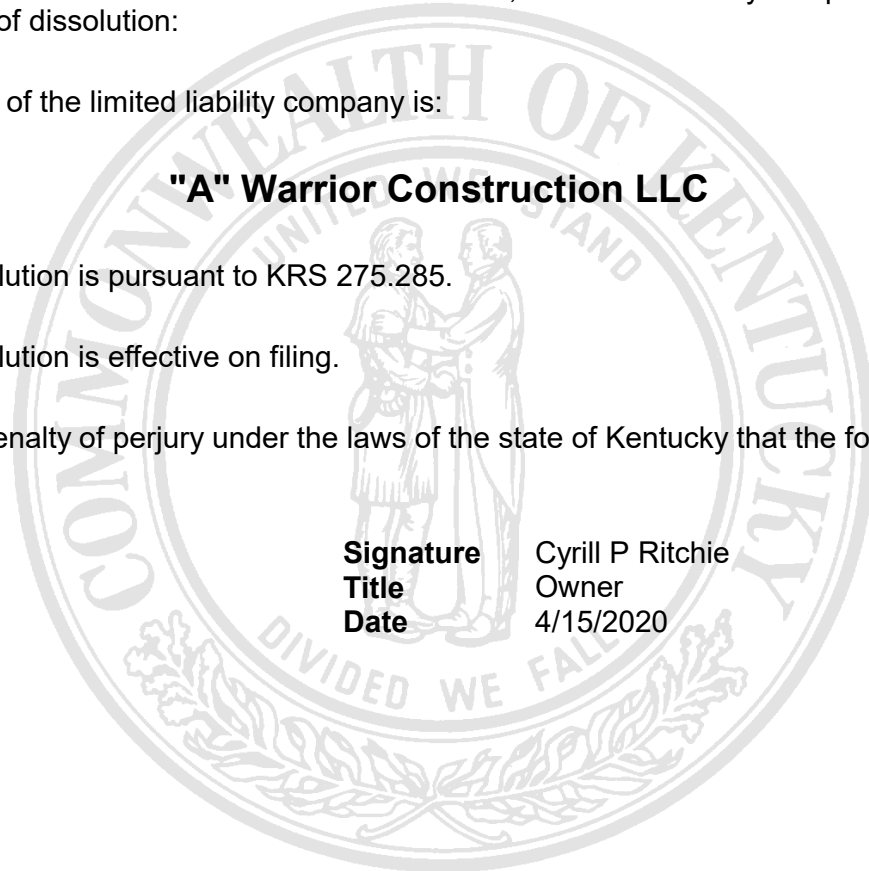 of dissolution:
of the limited liability company is:
"A" Warrior Construction LLC
lution is pursuant to KRS 275.285.
lution is effective on filing.
enalty of perjury under the laws of the state of Kentucky that the fo
Signature Cyrill P Ritchie
Title Owner
Date 4/15/2020
COMMONWEALTH OF KENTUCKY
UNITED WE STAND
DIVIDED WE FALL